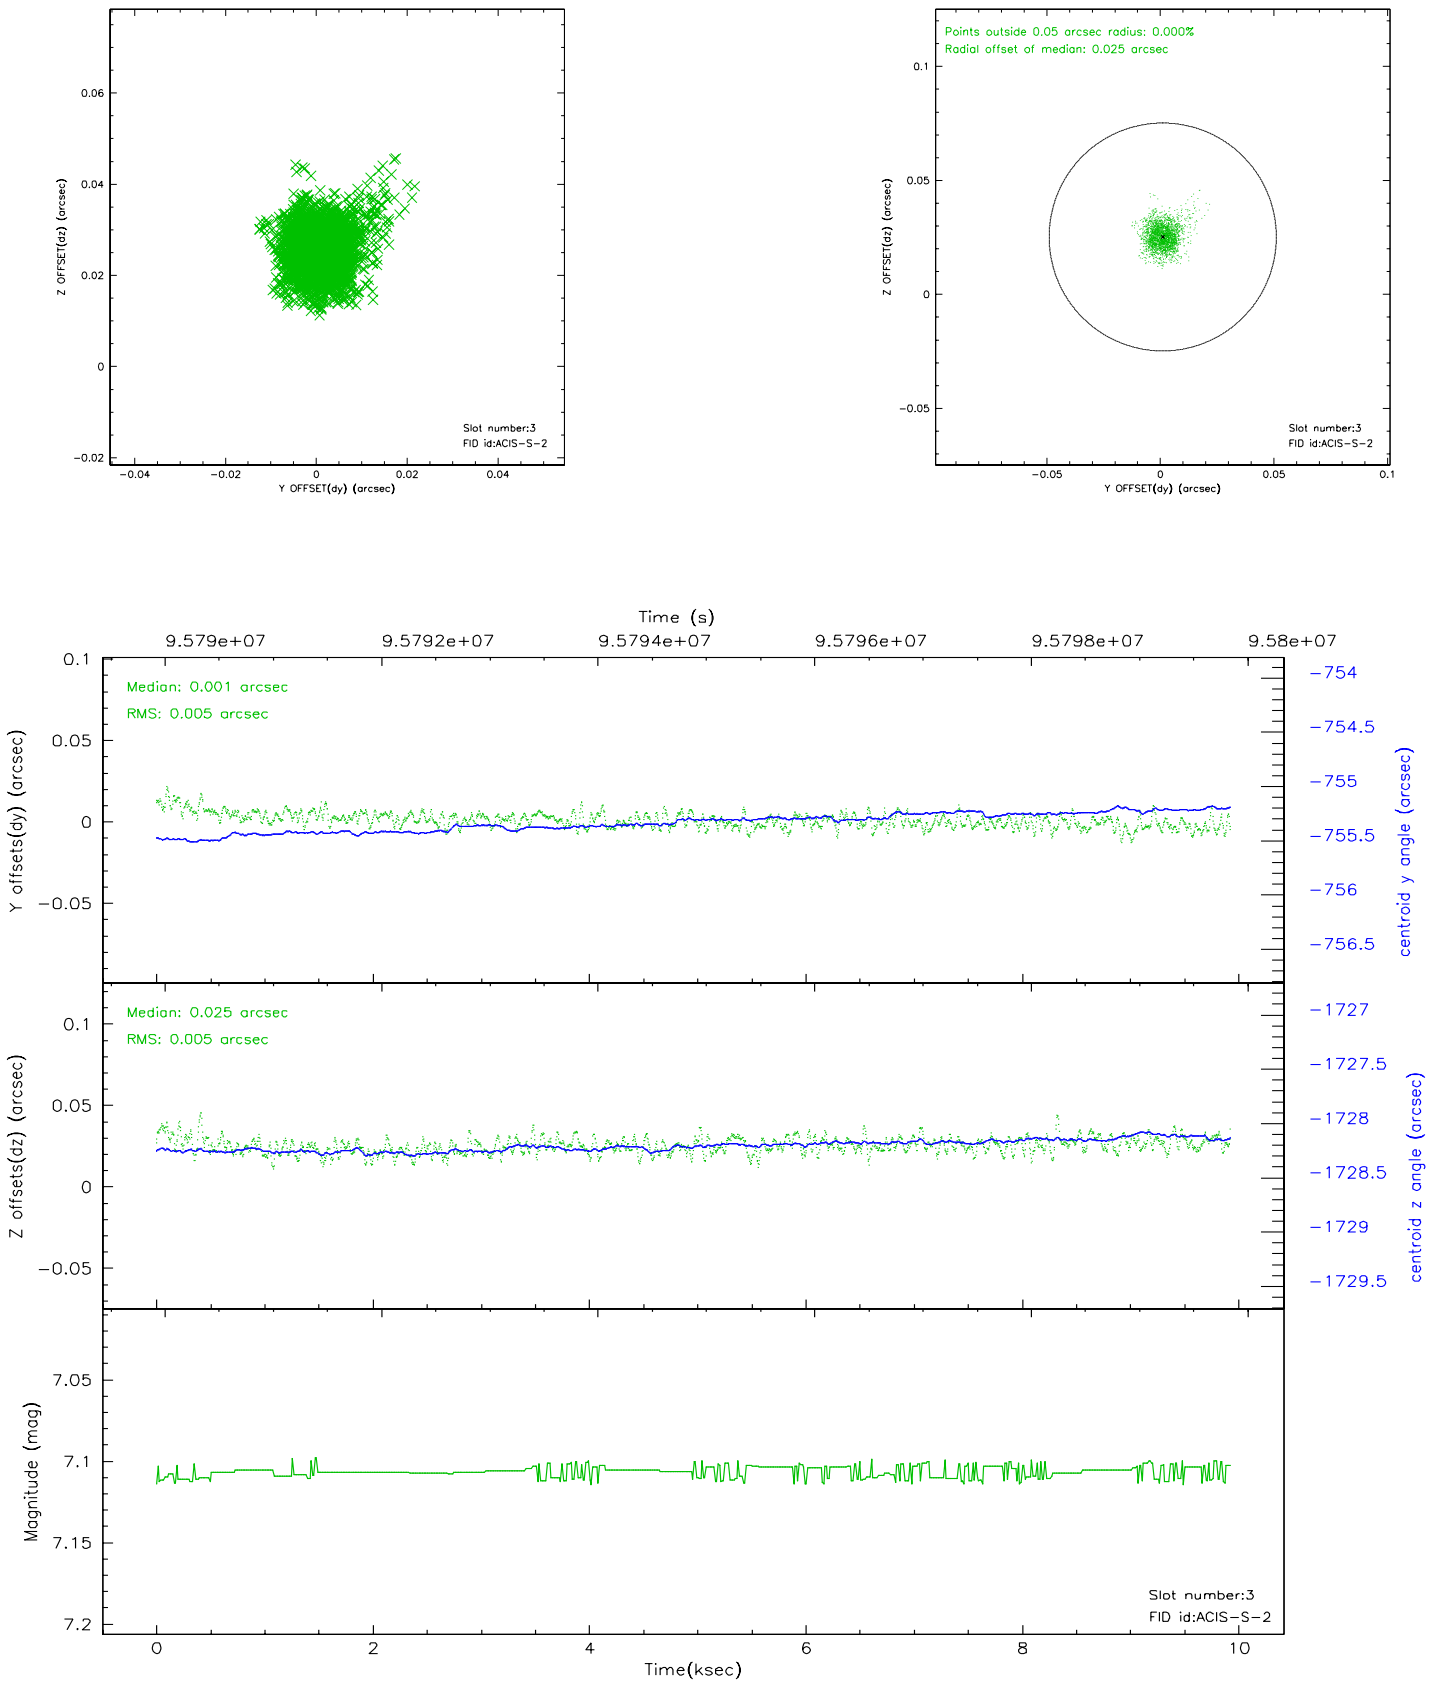 Points outside 0.05 arcsec radius: 0.000%
Radial offset of median: 0.025 arcsec
0.06
0.04
0.02
0
−0.02
Z OFFSET(dz) (arcsec)
Slot number:3
FID id:ACIS−S−2
−0.04 −0.02 0 0.02 0.04
Y OFFSET(dy) (arcsec)
0.1
0.05
0
−0.05
Z OFFSET(dz) (arcsec)
Slot number:3
FID id:ACIS−S−2
−0.05 0 0.05 0.1
Y OFFSET(dy) (arcsec)
Time (s)
9.579e+07 9.5792e+07 9.5794e+07 9.5796e+07 9.5798e+07 9.58e+07
Median: 0.001 arcsec
RMS: 0.005 arcsec
0.1
0.05
0
−0.05
Y offsets(dy) (arcsec)
−754
−754.5
−755
−755.5
−756
−756.5
centroid y angle (arcsec)
Median: 0.025 arcsec
RMS: 0.005 arcsec
0.1
0.05
0
−0.05
Z offsets(dz) (arcsec)
−1727
−1727.5
−1728
−1728.5
−1729
−1729.5
centroid z angle (arcsec)
7.05
7.1
7.15
7.2
Magnitude (mag)
Slot number:3
FID id:ACIS−S−2
0 2 4 6 8 10
Time(ksec)